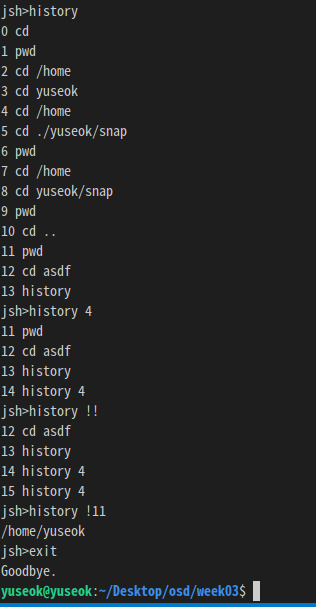 jsh>history
0 cd
1 pwd
2 cd /home
3 cd yuseok
4 cd /home
5 cd ./yuseok/snap
6 pwd
7 cd /home
8 cd yuseok/snap
9 pwd
10 cd ..
11 pwd
12 cd asdf
13 history
jsh>history 4
11 pwd
12 cd asdf
13 history
14 history 4
jsh>history !!
12 cd asdf
13 history
14 history 4
15 history 4
jsh>history !11
/home/yuseok
jsh>exit
Goodbye.
yuseok@yuseok:~/Desktop/osd/week03$